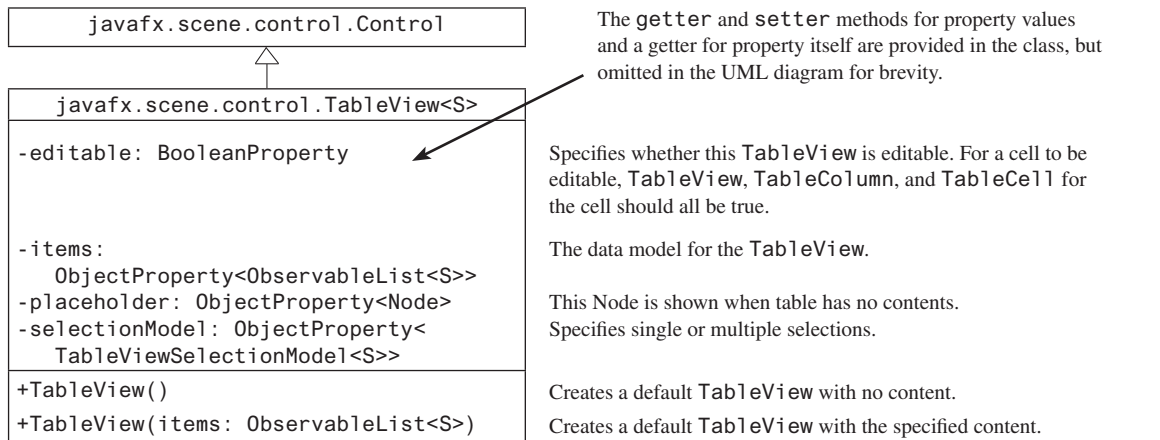 javafx.scene.control.Control
The getter and setter methods for property values
and a getter for property itself are provided in the class, but
omitted in the UML diagram for brevity.
javafx.scene.control.TableView<S>
-editable: BooleanProperty
Specifies whether this TableView is editable. For a cell to be
editable, TableView, TableColumn, and TableCell for
the cell should all be true.
-items:
ObjectProperty<ObservableList<S>>
The data model for the TableView.
-placeholder: ObjectProperty<Node>
This Node is shown when table has no contents.
-selectionModel: ObjectProperty<
TableViewSelectionModel<S>>
Specifies single or multiple selections.
+TableView()
Creates a default TableView with no content.
+TableView(items: ObservableList<S>)
Creates a default TableView with the specified content.